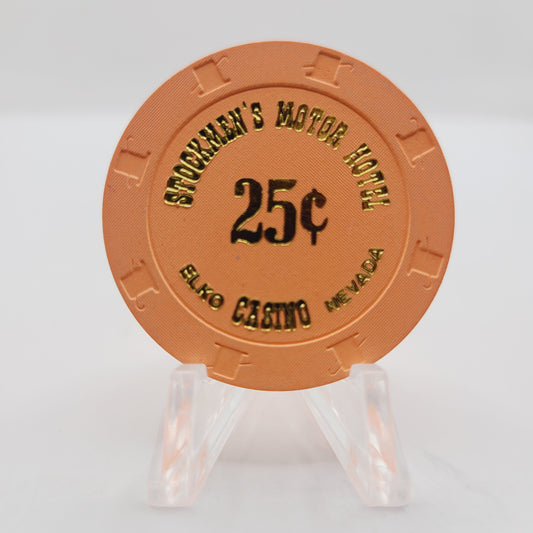 STOCKMEN'S MOTOR HOTEL
25¢
ELKO CASINO NEVADA